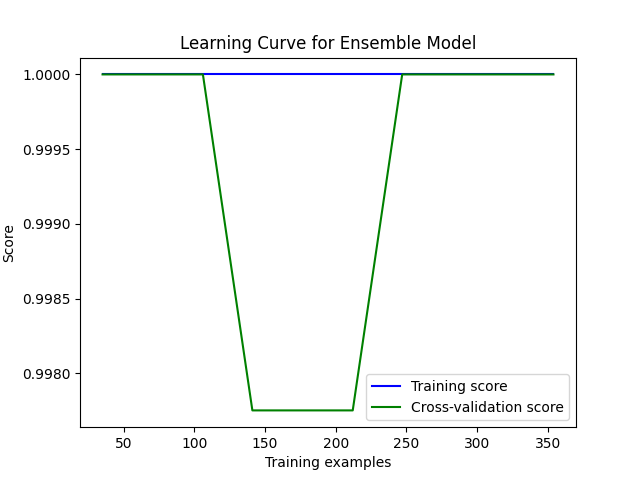 Learning Curve for Ensemble Model
1.0000
0.9995
0.9990
0.9985
0.9980
Score
50 100 150 200 250 300 350
Training examples
Training score
Cross-validation score